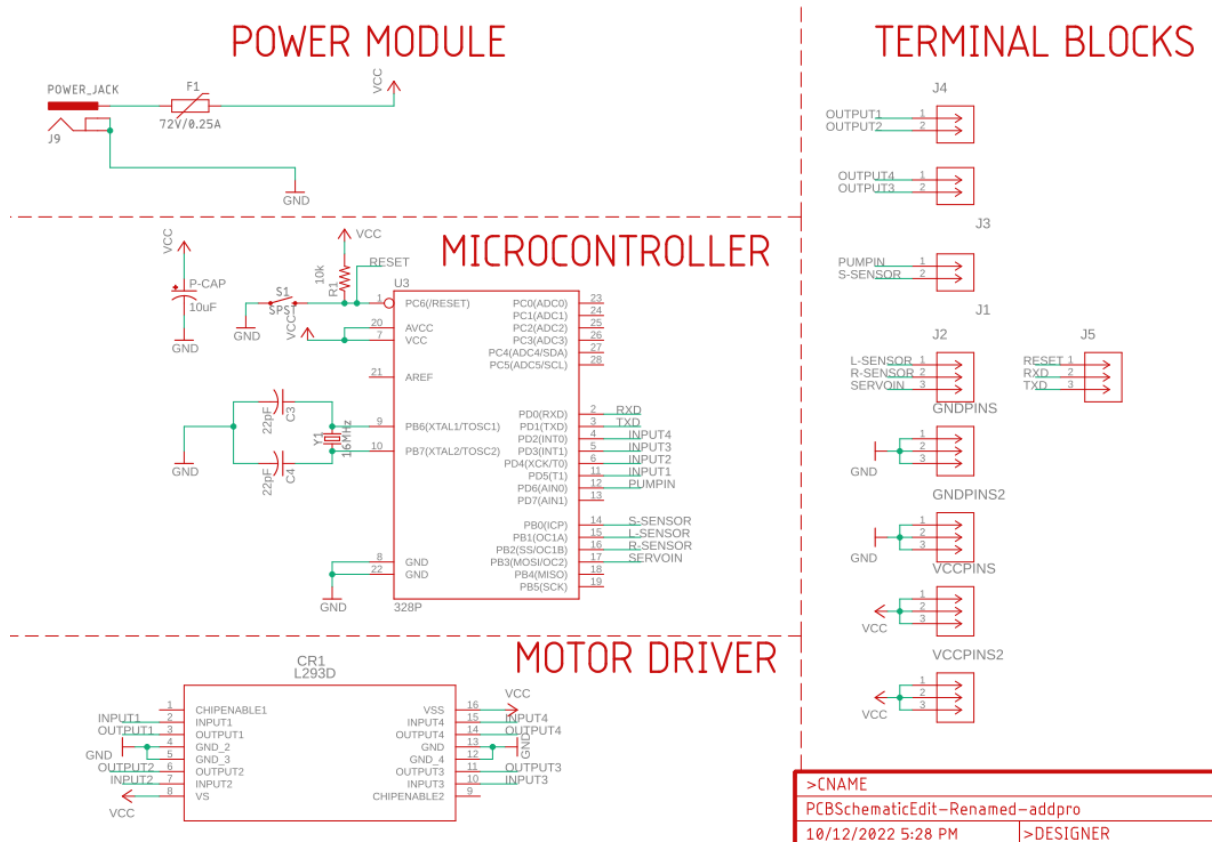 POWER MODULE
POWER_JACK
J9
F1
72V/0.25A
VCC
GND
MICROCONTROLLER
VCC
P-CAP
10uF
GND
VCC
10k
R1
RESET
S1
SPST
GND
VCC
U3
1 PC6(/RESET)
20 AVCC
7 VCC
21 AREF
9 PB6(XTAL1/TOSC1)
10 PB7(XTAL2/TOSC2)
8 GND
22 GND
GND
328P
22pF
C3
22pF
C4
Y1
16MHz
GND
PC0(ADC0) 23
PC1(ADC1) 24
PC2(ADC2) 25
PC3(ADC3) 26
PC4(ADC4/SDA) 27
PC5(ADC5/SCL) 28
PD0(RXD) 2 RXD
PD1(TXD) 3 TXD
PD2(INT0) 4 INPUT4
PD3(INT1) 5 INPUT3
PD4(XCK/T0) 6 INPUT2
PD5(T1) 11 INPUT1
PD6(AIN0) 12 PUMPIN
PD7(AIN1) 13
PB0(ICP) 14 S-SENSOR
PB1(OC1A) 15 L-SENSOR
PB2(SS/OC1B) 16 R-SENSOR
PB3(MOSI/OC2) 17 SERVOIN
PB4(MISO) 18
PB5(SCK) 19
MOTOR DRIVER
CR1
L293D
1 CHIPENABLE1
INPUT1 2 INPUT1
OUTPUT1 3 OUTPUT1
4 GND_2
GND 5 GND_3
OUTPUT2 6 OUTPUT2
INPUT2 7 INPUT2
8 VS
VCC
VCC
VSS 16
INPUT4 15 INPUT4
OUTPUT4 14 OUTPUT4
GND 13
GND_4 12
GND
OUTPUT3 11 OUTPUT3
INPUT3 10 INPUT3
CHIPENABLE2 9
TERMINAL BLOCKS
J4
OUTPUT1 1
OUTPUT2 2
OUTPUT4 1
OUTPUT3 2
J3
PUMPIN 1
S-SENSOR 2
J1
J2
L-SENSOR 1
R-SENSOR 2
SERVOIN 3
J5
RESET 1
RXD 2
TXD 3
GNDPINS
1
2
3
GND
GNDPINS2
1
2
3
GND
VCCPINS
1
2
3
VCC
VCCPINS2
1
2
3
VCC
>CNAME
PCBSchematicEdit-Renamed-addpro
10/12/2022 5:28 PM >DESIGNER